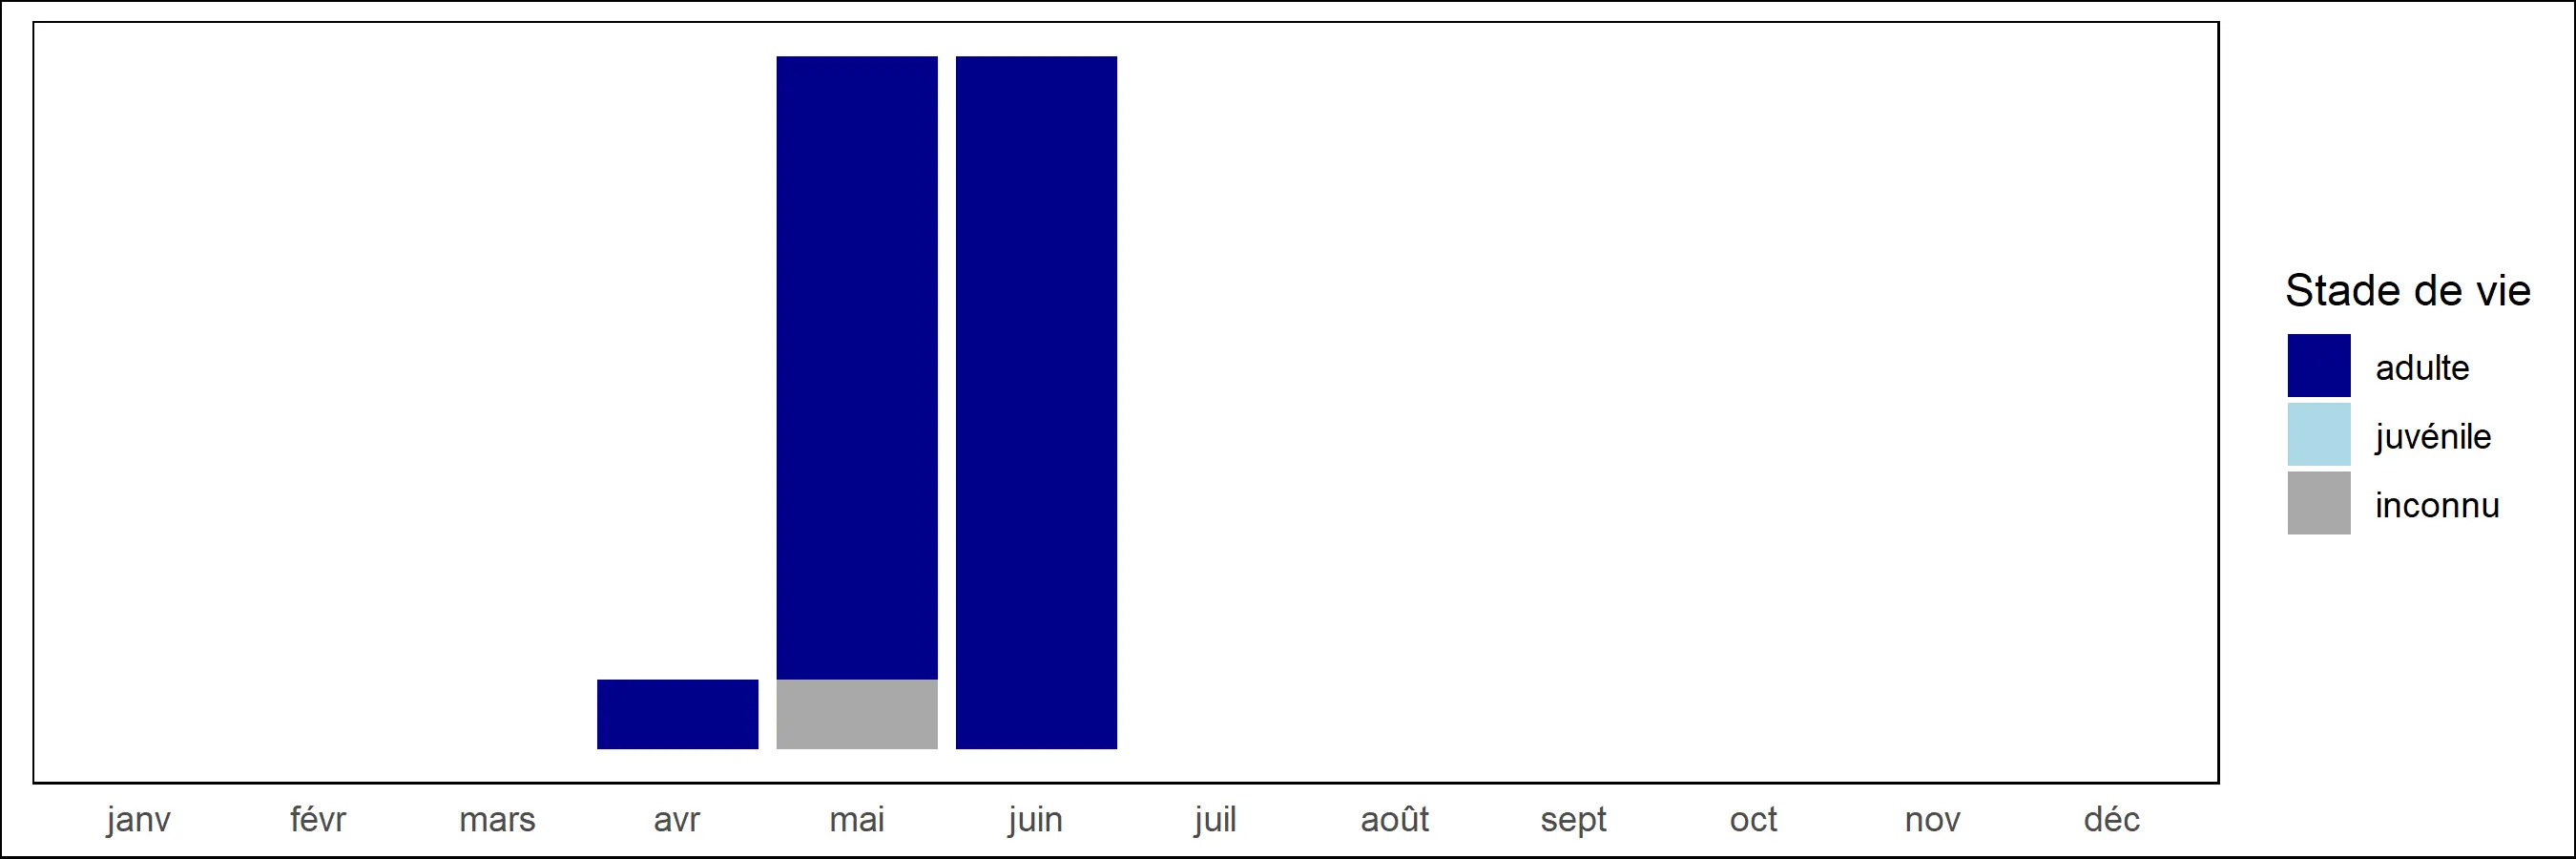 Stade de vie
adulte
juvénile
inconnu
janv févr mars avr mai juin juil août sept oct nov déc